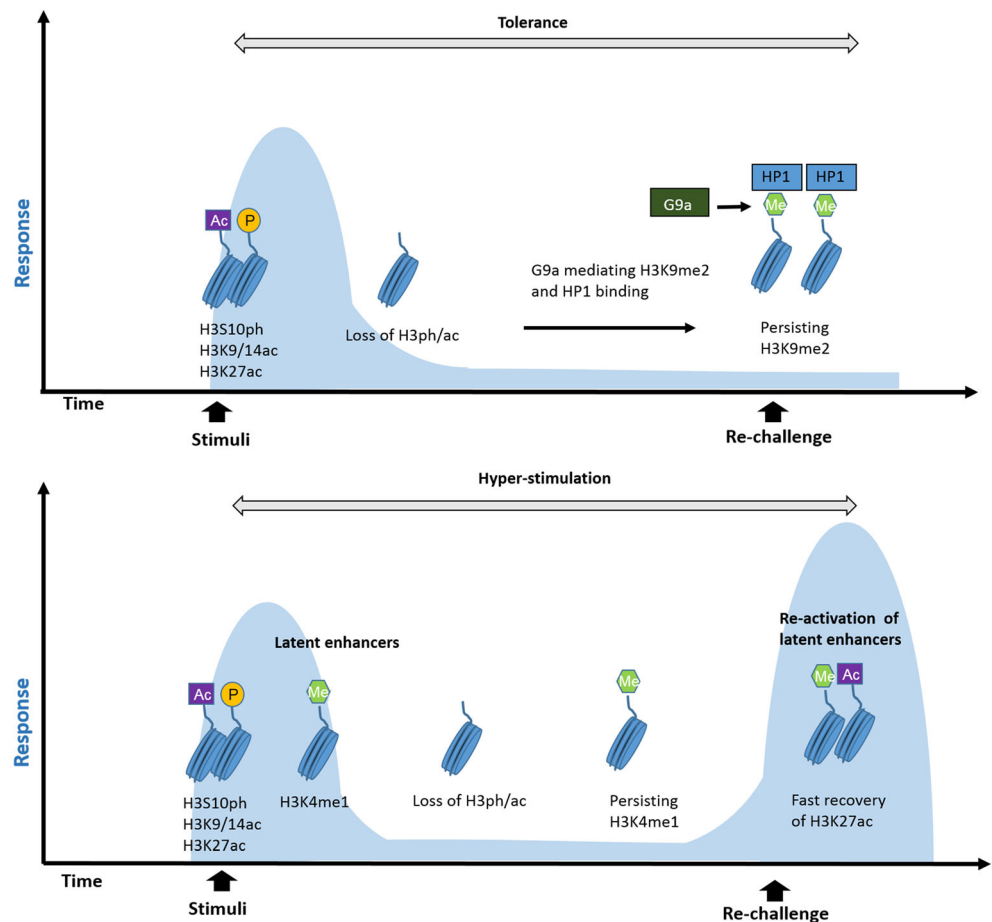 Tolerance
Response
HP1 HP1
G9a
Me Me
Ac P
G9a mediating H3K9me2
and HP1 binding
H3S10ph
H3K9/14ac
H3K27ac
Loss of H3ph/ac
Persisting
H3K9me2
Time
Stimuli
Re-challenge
Hyper-stimulation
Response
Latent enhancers
Re-activation of
latent enhancers
Ac P
Me
Me
Me Ac
H3S10ph
H3K9/14ac
H3K27ac
H3K4me1
Loss of H3ph/ac
Persisting
H3K4me1
Fast recovery
of H3K27ac
Time
Stimuli
Re-challenge